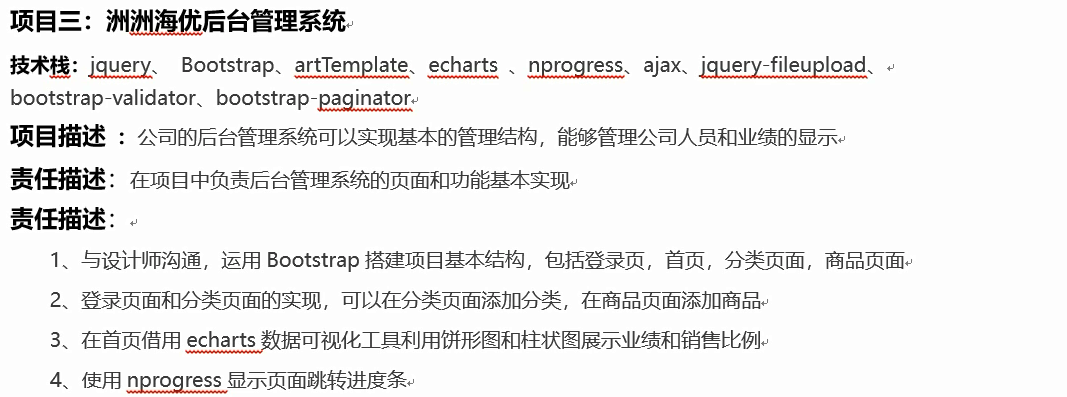 项目三：洲洲海优后台管理系统
技术栈：jquery、 Bootstrap、artTemplate、echarts 、nprogress、ajax、jquery-fileupload、
bootstrap-validator、bootstrap-paginator
项目描述 ：公司的后台管理系统可以实现基本的管理结构，能够管理公司人员和业绩的显示
责任描述：在项目中负责后台管理系统的页面和功能基本实现
责任描述：
1、与设计师沟通，运用 Bootstrap 搭建项目基本结构，包括登录页，首页，分类页面，商品页面
2、登录页面和分类页面的实现，可以在分类页面添加分类，在商品页面添加商品
3、在首页借用 echarts 数据可视化工具利用饼形图和柱状图展示业绩和销售比例
4、使用 nprogress 显示页面跳转进度条